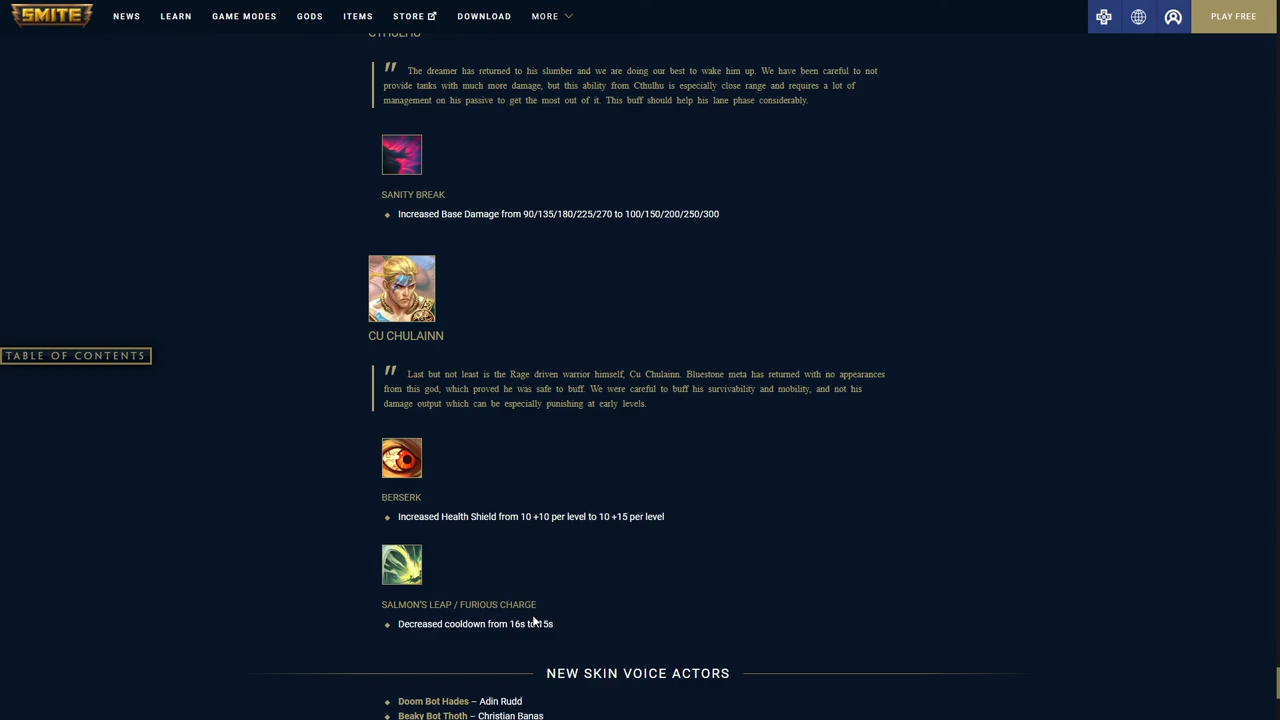 SMITE
NEWS LEARN GAME MODES GODS ITEMS STORE DOWNLOAD MORE PLAY FREE
CTHULHU
" The dreamer has returned to his slumber and we are doing our best to wake him up. We have been careful to not
provide tanks with much more damage, but this ability from Cthulhu is especially close range and requires a lot of
management on his passive to get the most out of it. This buff should help his lane phase considerably.
SANITY BREAK
Increased Base Damage from 90/135/180/225/270 to 100/150/200/250/300
CU CHULAINN
TABLE OF CONTENTS
" Last but not least is the Rage driven warrior himself, Cu Chulainn. Bluestone meta has returned with no appearances
from this god, which proved he was safe to buff. We were careful to buff his survivability and mobility, and not his
damage output which can be especially punishing at early levels.
BERSERK
Increased Health Shield from 10 +10 per level to 10 +15 per level
SALMON'S LEAP / FURIOUS CHARGE
Decreased cooldown from 16s to 15s
NEW SKIN VOICE ACTORS
Doom Bot Hades – Adin Rudd
Beaky Bot Thoth – Christian Banas